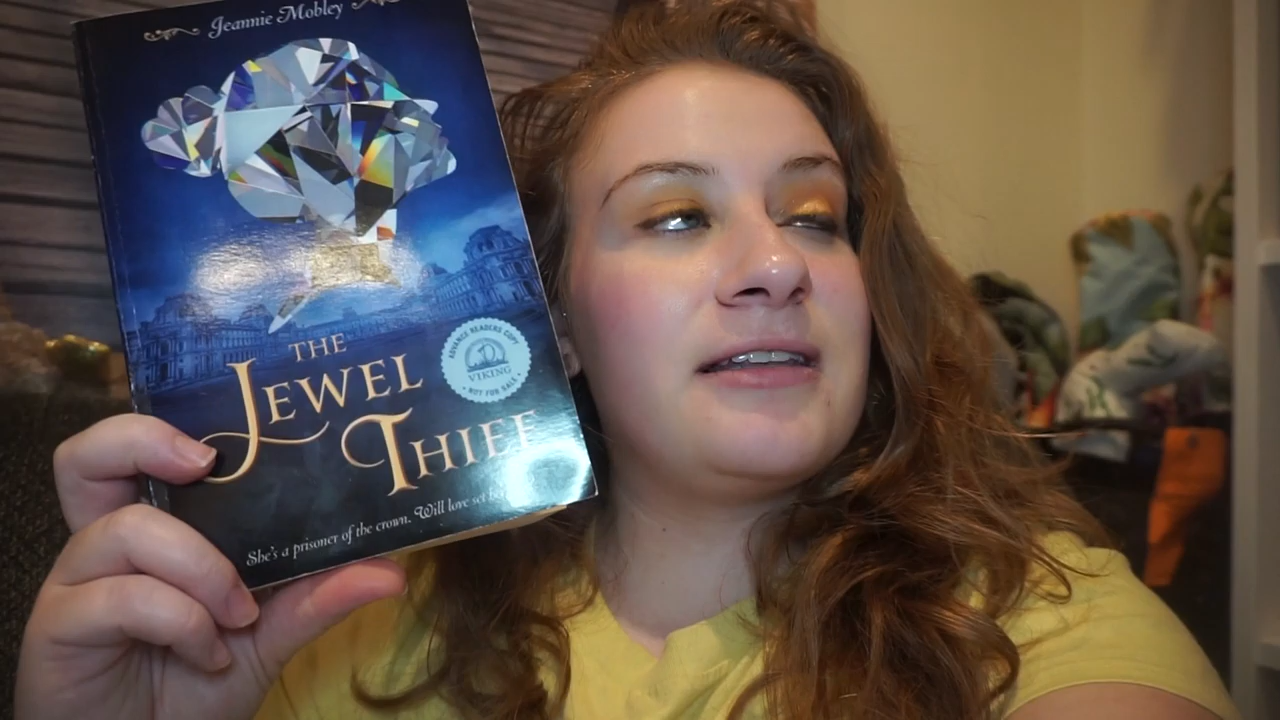 Jeannie Mobley
THE
JEWEL
THIEF
ADVANCE READERS COPY
VIKING
• NOT FOR SALE •
She's a prisoner of the crown. Will love set